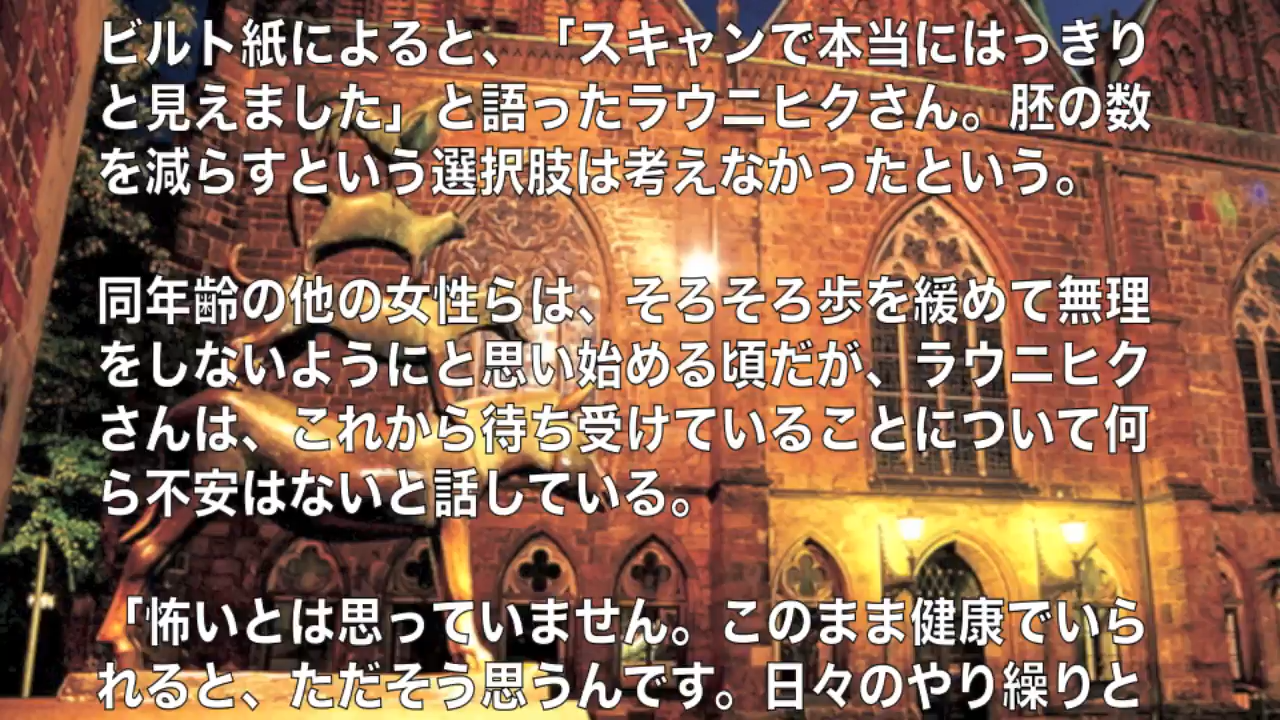 ビルト紙によると、「スキャンで本当にはっきり
と見えました」と語ったラウニヒクさん。胚の数
を減らすという選択肢は考えなかったという。
同年齢の他の女性らは、そろそろ歩を緩めて無理
をしないようにと思い始める頃だが、ラウニヒク
さんは、これから待ち受けていることについて何
ら不安はないと話している。
「怖いとは思っていません。このまま健康でいら
れると、ただそう思うんです。日々のやり繰りと